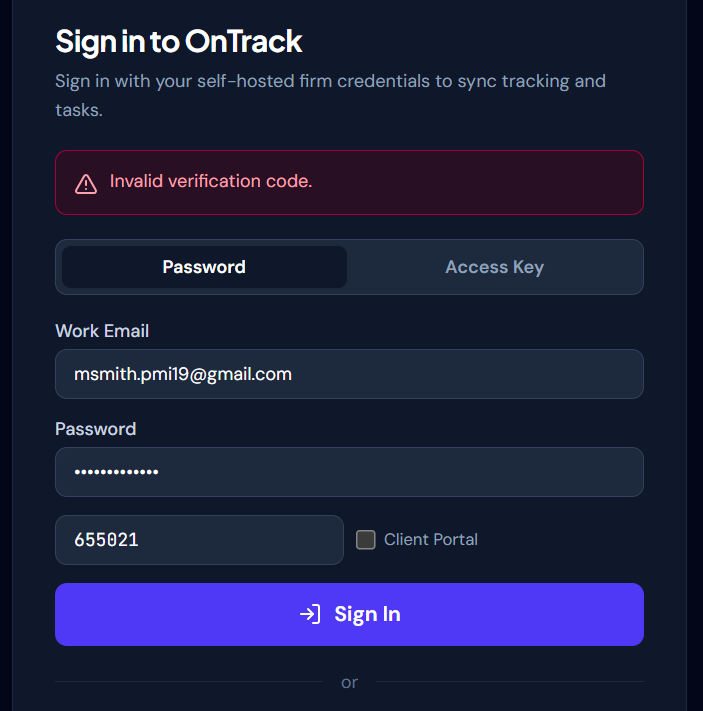 Sign in to OnTrack
Sign in with your self-hosted firm credentials to sync tracking and
tasks.
Invalid verification code.
Password
Access Key
Work Email
msmith.pmi19@gmail.com
Password
•••••••••••••
655021
Client Portal
Sign In
or